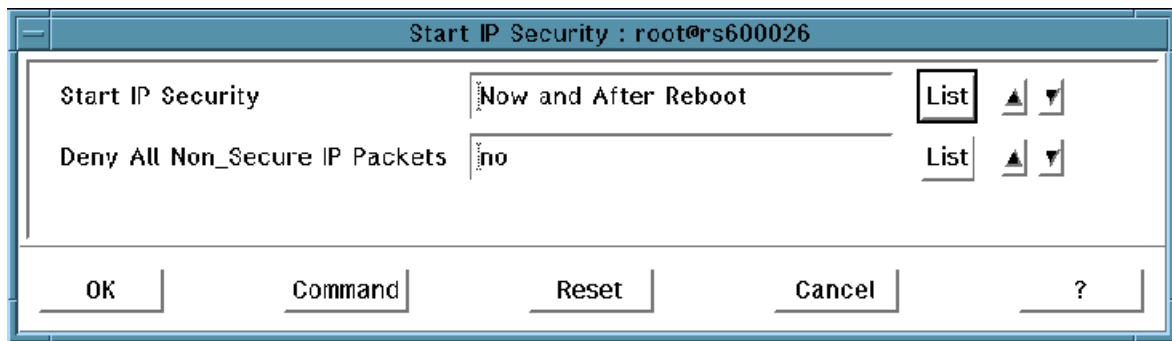 Start IP Security : root@rs600026
Start IP Security Now and After Reboot List
Deny All Non_Secure IP Packets no List
OK Command Reset Cancel ?